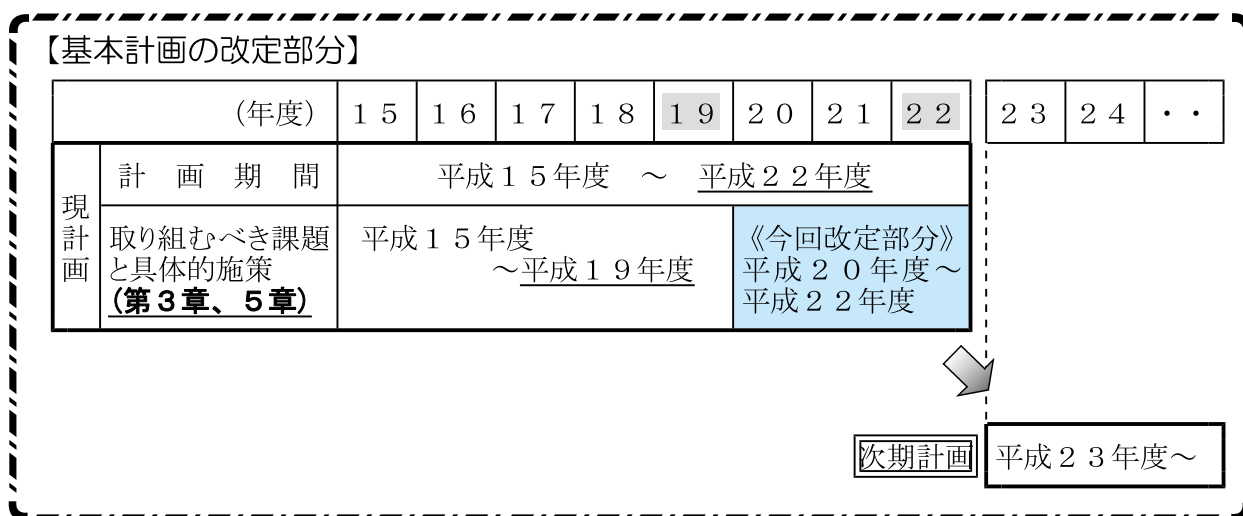 【基本計画の改定部分】
（年度） １５ １６ １７ １８ １９ ２０ ２１ ２２ ２３ ２４ ・・
現計画
計画期間 平成１５年度 ～ 平成２２年度
取り組むべき課題
と具体的施策
（第３章、５章）
平成１５年度
～平成１９年度
《今回改定部分》
平成２０年度～
平成２２年度
次期計画 平成２３年度～